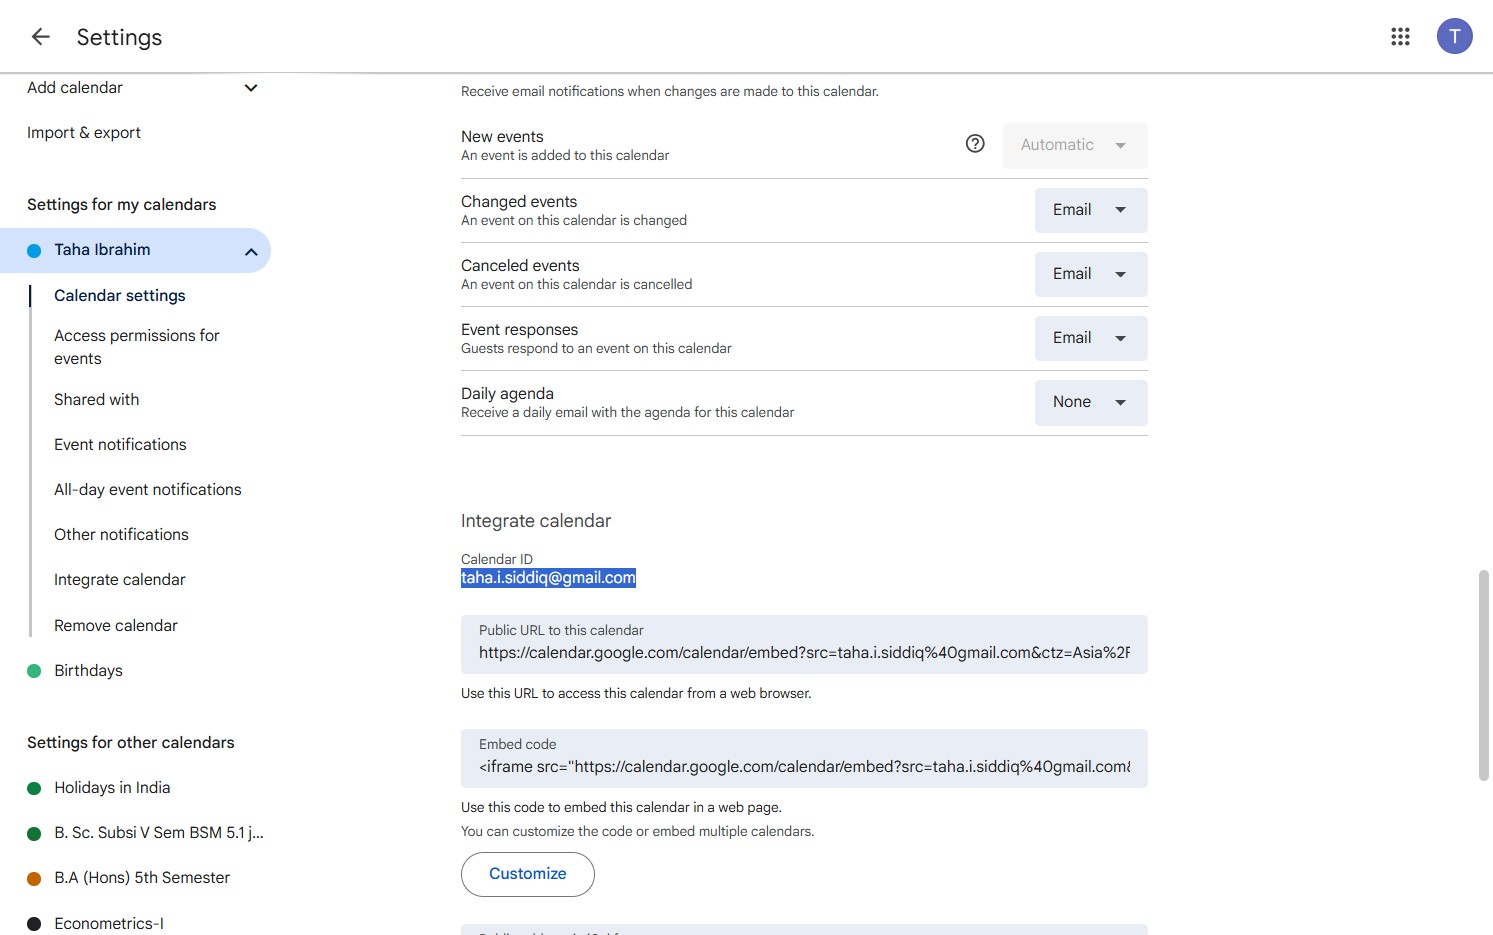 Settings
T
Add calendar
Import & export
Settings for my calendars
Taha Ibrahim
Calendar settings
Access permissions for
events
Shared with
Event notifications
All-day event notifications
Other notifications
Integrate calendar
Remove calendar
Birthdays
Settings for other calendars
Holidays in India
B. Sc. Subsi V Sem BSM 5.1 j...
B.A (Hons) 5th Semester
Econometrics-I
Receive email notifications when changes are made to this calendar.
New events
An event is added to this calendar
Automatic
Changed events
An event on this calendar is changed
Email
Canceled events
An event on this calendar is cancelled
Email
Event responses
Guests respond to an event on this calendar
Email
Daily agenda
Receive a daily email with the agenda for this calendar
None
Integrate calendar
Calendar ID
taha.i.siddiq@gmail.com
Public URL to this calendar
https://calendar.google.com/calendar/embed?src=taha.i.siddiq%40gmail.com&ctz=Asia%2F
Use this URL to access this calendar from a web browser.
Embed code
<iframe src="https://calendar.google.com/calendar/embed?src=taha.i.siddiq%40gmail.com&
Use this code to embed this calendar in a web page.
You can customize the code or embed multiple calendars.
Customize